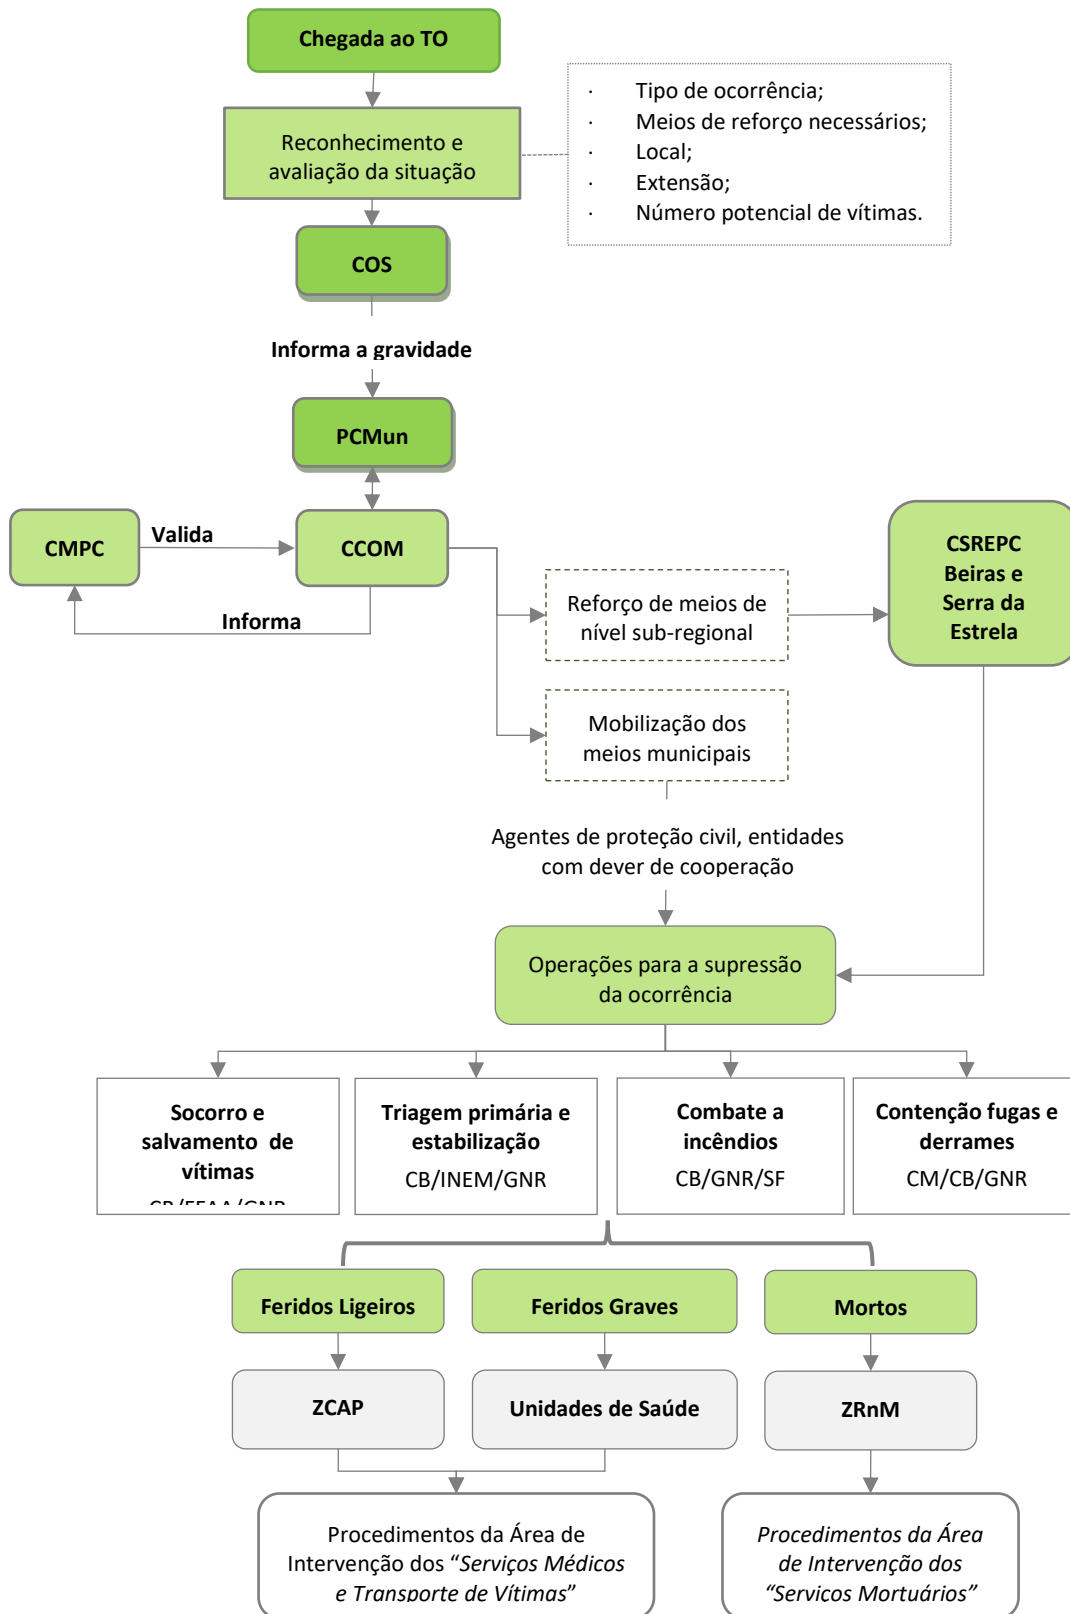 Chegada ao TO
· Tipo de ocorrência;
· Meios de reforço necessários;
· Local;
· Extensão;
· Número potencial de vítimas.
Reconhecimento e
avaliação da situação
COS
Informa a gravidade
PCMun
CMPC
Valida
CCOM
Informa
CSREPC
Beiras e
Serra da
Estrela
Reforço de meios de
nível sub-regional
Mobilização dos
meios municipais
Agentes de proteção civil, entidades
com dever de cooperação
Operações para a supressão
da ocorrência
Socorro e
salvamento de
vítimas
CB/FFAA/GNR
Triagem primária e
estabilização
CB/INEM/GNR
Combate a
incêndios
CB/GNR/SF
Contenção fugas e
derrames
CM/CB/GNR
Feridos Ligeiros
Feridos Graves
Mortos
ZCAP
Unidades de Saúde
ZRnM
Procedimentos da Área de
Intervenção dos “Serviços Médicos
e Transporte de Vítimas”
Procedimentos da Área
de Intervenção dos
“Serviços Mortuários”